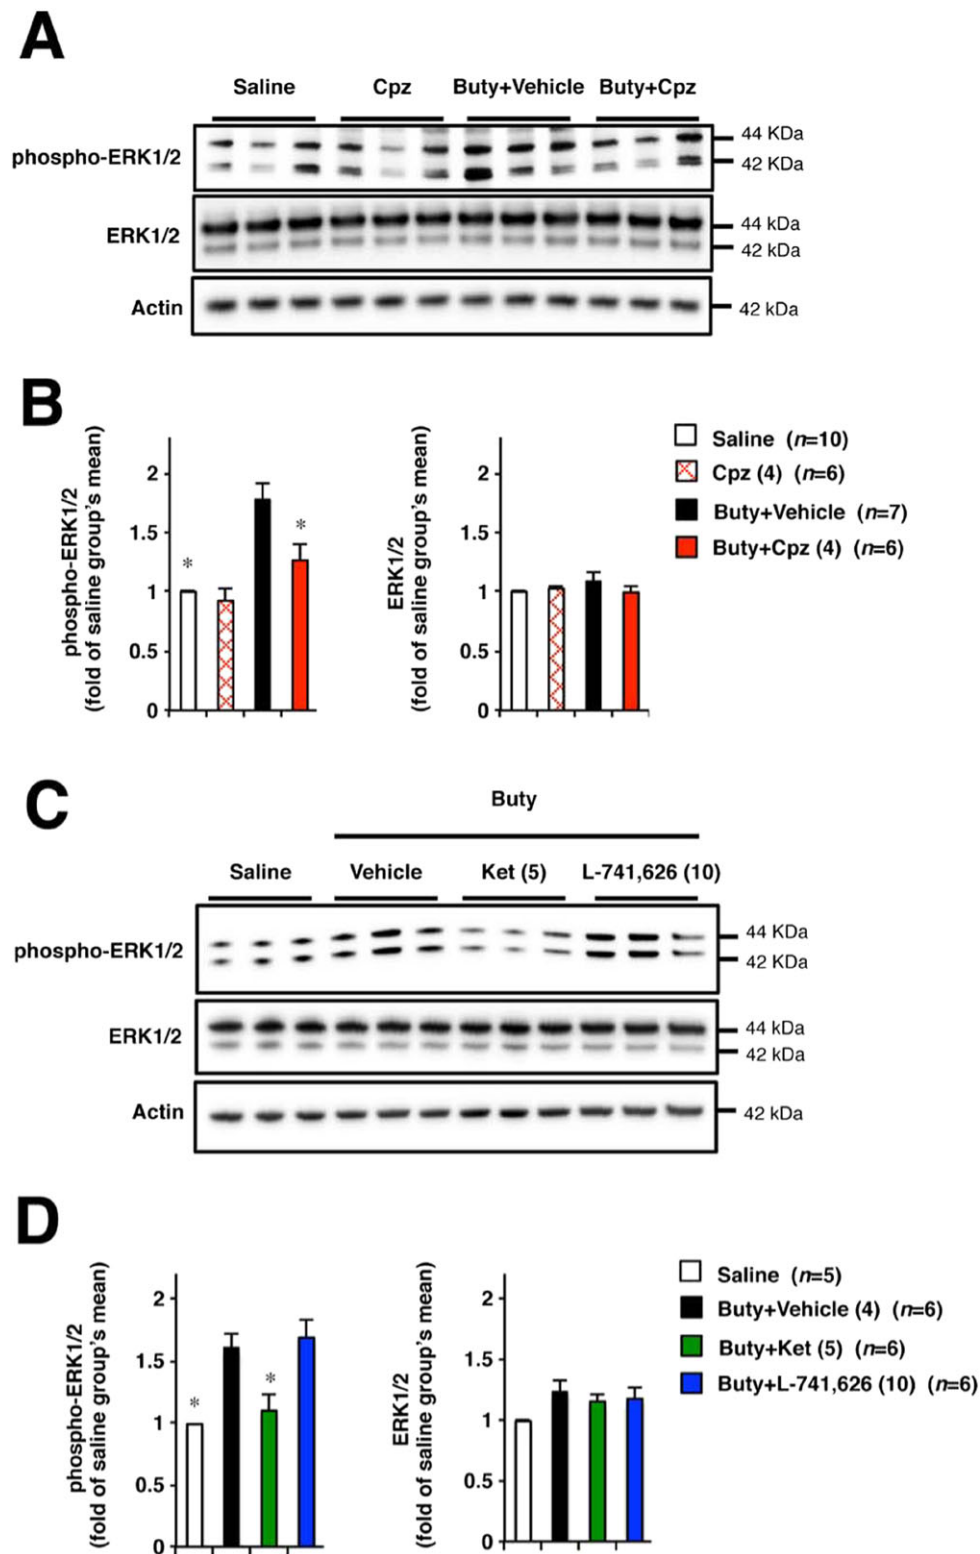 A
Saline Cpz Buty+Vehicle Buty+Cpz
phospho-ERK1/2
44 KDa
42 KDa
ERK1/2
44 kDa
42 kDa
Actin
42 kDa
B
phospho-ERK1/2
(fold of saline group's mean)
2
1.5
1
0.5
0
*
*
ERK1/2
(fold of saline group's mean)
2
1.5
1
0.5
0
Saline (n=10)
Cpz (4) (n=6)
Buty+Vehicle (n=7)
Buty+Cpz (4) (n=6)
C
Buty
Saline Vehicle Ket (5) L-741,626 (10)
phospho-ERK1/2
44 KDa
42 KDa
ERK1/2
44 kDa
42 kDa
Actin
42 kDa
D
phospho-ERK1/2
(fold of saline group's mean)
2
1.5
1
0.5
0
*
*
ERK1/2
(fold of saline group's mean)
2
1.5
1
0.5
0
Saline (n=5)
Buty+Vehicle (4) (n=6)
Buty+Ket (5) (n=6)
Buty+L-741,626 (10) (n=6)